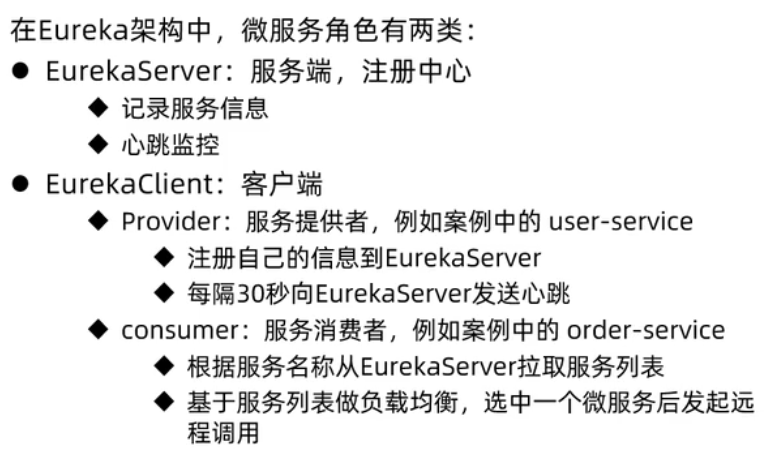 在Eureka架构中，微服务角色有两类：
● EurekaServer：服务端，注册中心
◆ 记录服务信息
◆ 心跳监控
● EurekaClient：客户端
◆ Provider：服务提供者，例如案例中的 user-service
◆ 注册自己的信息到EurekaServer
◆ 每隔30秒向EurekaServer发送心跳
◆ consumer：服务消费者，例如案例中的 order-service
◆ 根据服务名称从EurekaServer拉取服务列表
◆ 基于服务列表做负载均衡，选中一个微服务后发起远
程调用